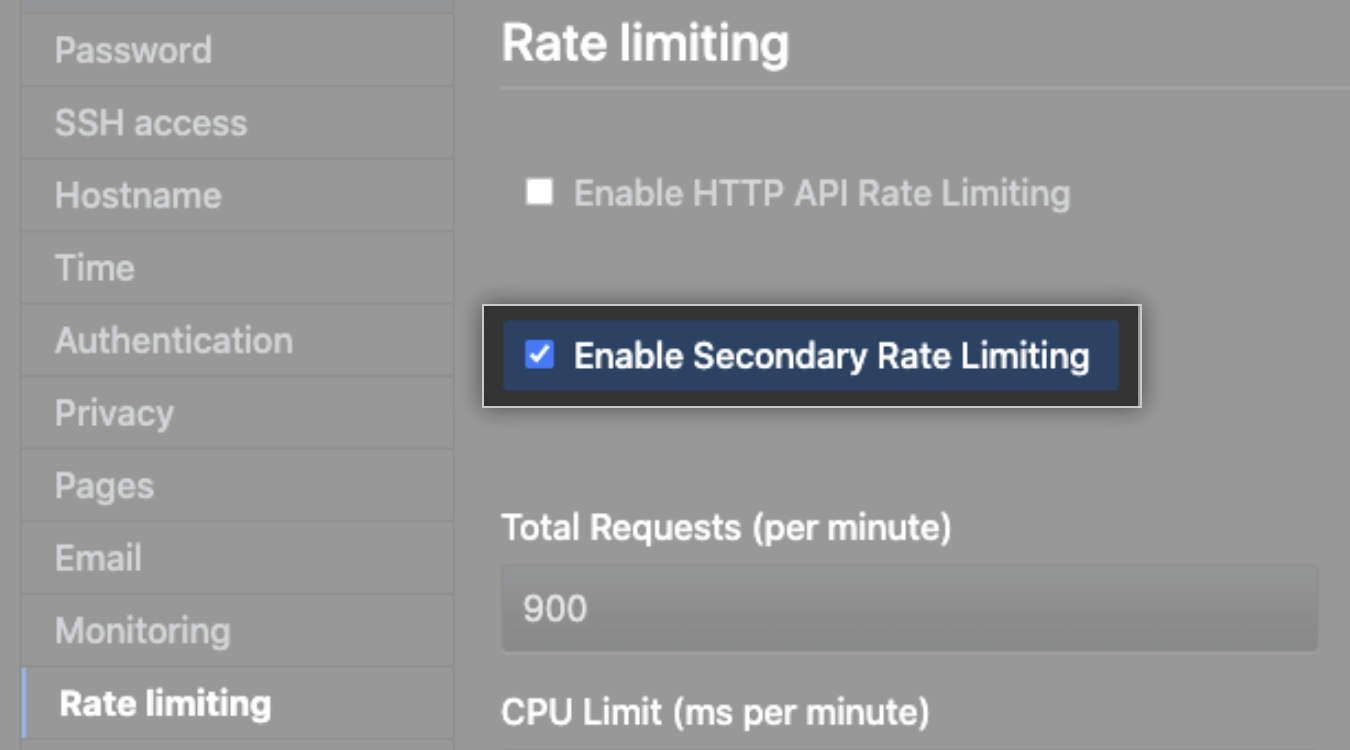 Password
SSH access
Hostname
Time
Authentication
Privacy
Pages
Email
Monitoring
Rate limiting
Rate limiting
Enable HTTP API Rate Limiting
Enable Secondary Rate Limiting
Total Requests (per minute)
900
CPU Limit (ms per minute)